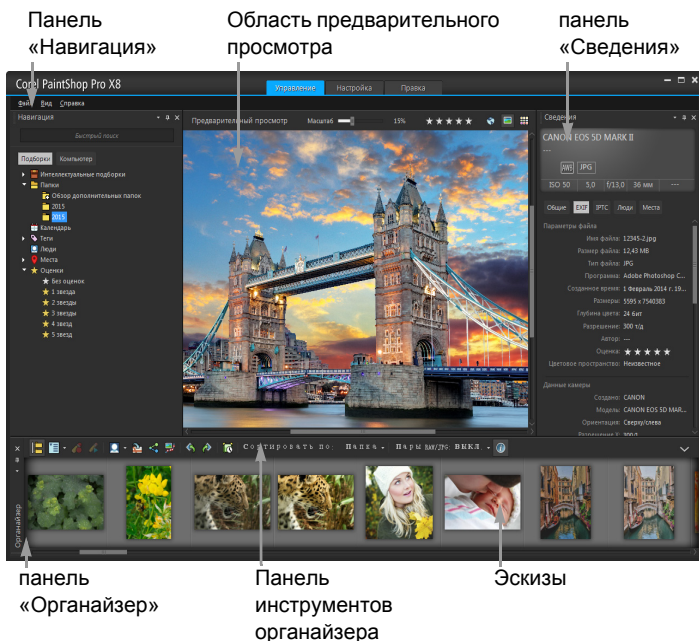 Панель
«Навигация»
Область предварительного
просмотра
панель
«Сведения»
Corel PaintShop Pro X8
Управление Настройка Правка
Файл Вид Справка
Навигация
Быстрый поиск
Подборки Компьютер
Интеллектуальные подборки
Папки
Обзор дополнительных папок
2015
2015
Календарь
Теги
Люди
Места
Оценки
Без оценок
1 звезда
2 звезды
3 звезды
4 звезд
5 звезд
Предварительный просмотр Масштаб 15%
Сведения
CANON EOS 5D MARK II
---
AWB JPG
ISO 50 5,0 f/13,0 36 мм ---
Общие EXIF IPTC Люди Места
Параметры файла
Имя файла: 12345-2.jpg
Размер файла: 12,43 MB
Тип файла: JPG
Программа: Adobe Photoshop C...
Созданное время: 1 Февраль 2014 г. 19...
Размеры: 5595 x 7540383
Глубина цвета: 24 бит
Разрешение: 300 т/д
Автор: ---
Оценка:
Цветовое пространство: Неизвестное
Данные камеры
Создано: CANON
Модель: CANON EOS 5D MAR...
Ориентация: Сверху/слева
Сортировать по: Папка Пары RAW/JPG: ВЫКЛ
Органайзер
панель
«Органайзер»
Панель
инструментов
органайзера
Эскизы